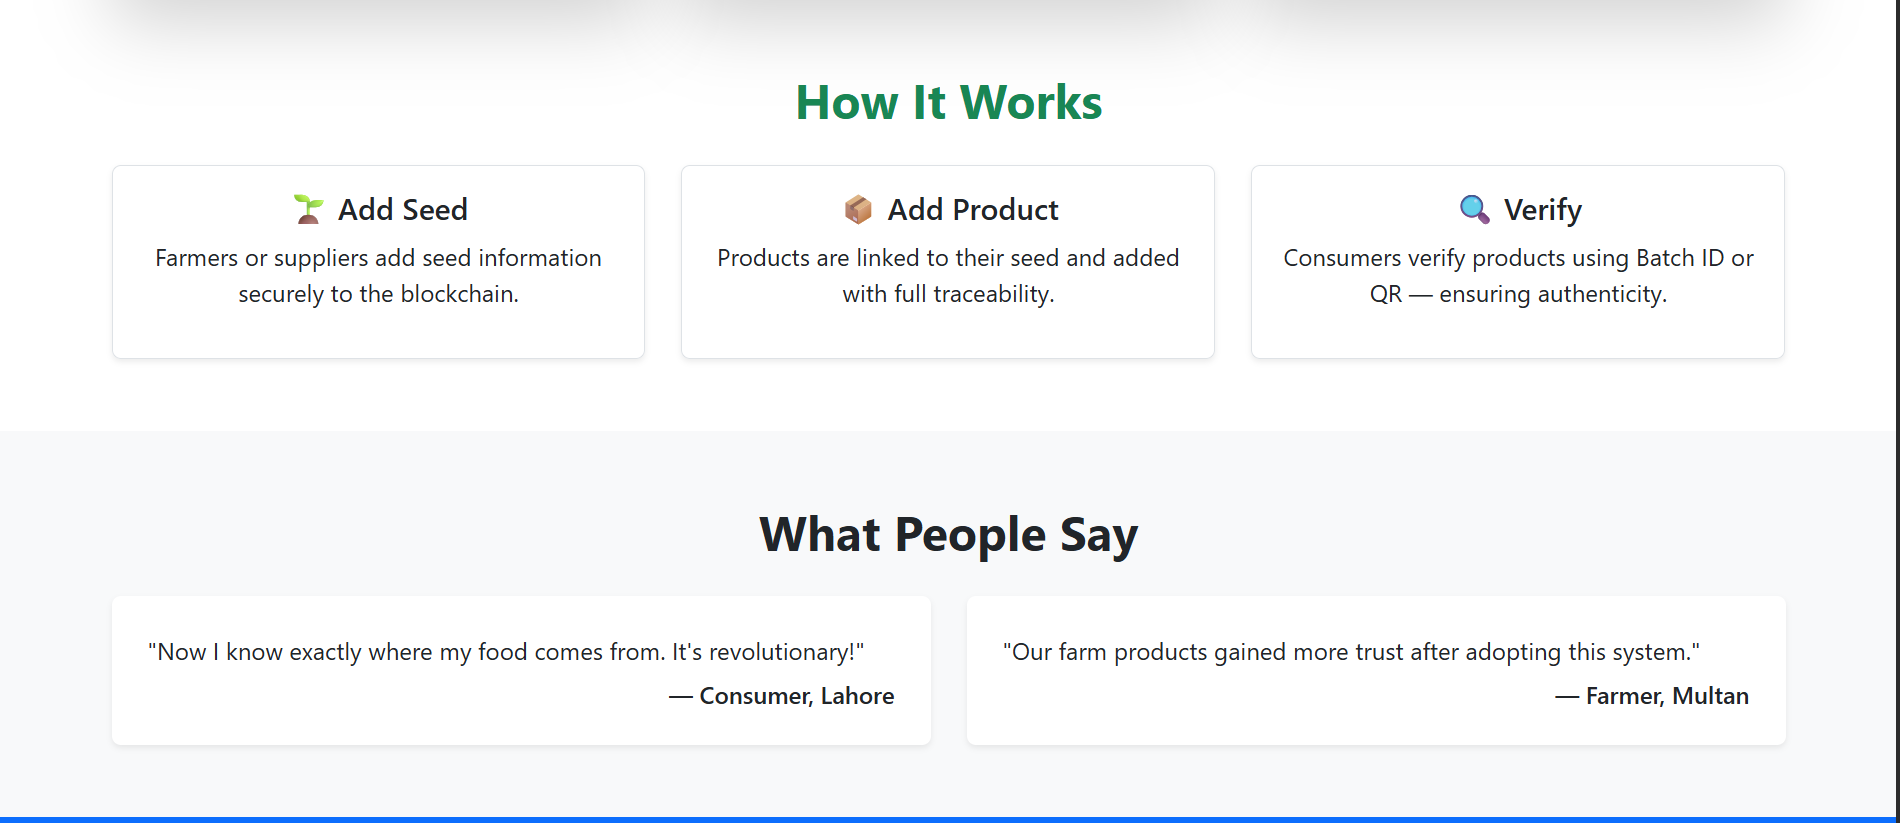 How It Works
🌱 Add Seed
Farmers or suppliers add seed information
securely to the blockchain.
📦 Add Product
Products are linked to their seed and added
with full traceability.
🔍 Verify
Consumers verify products using Batch ID or
QR — ensuring authenticity.
What People Say
"Now I know exactly where my food comes from. It's revolutionary!"
— Consumer, Lahore
"Our farm products gained more trust after adopting this system."
— Farmer, Multan